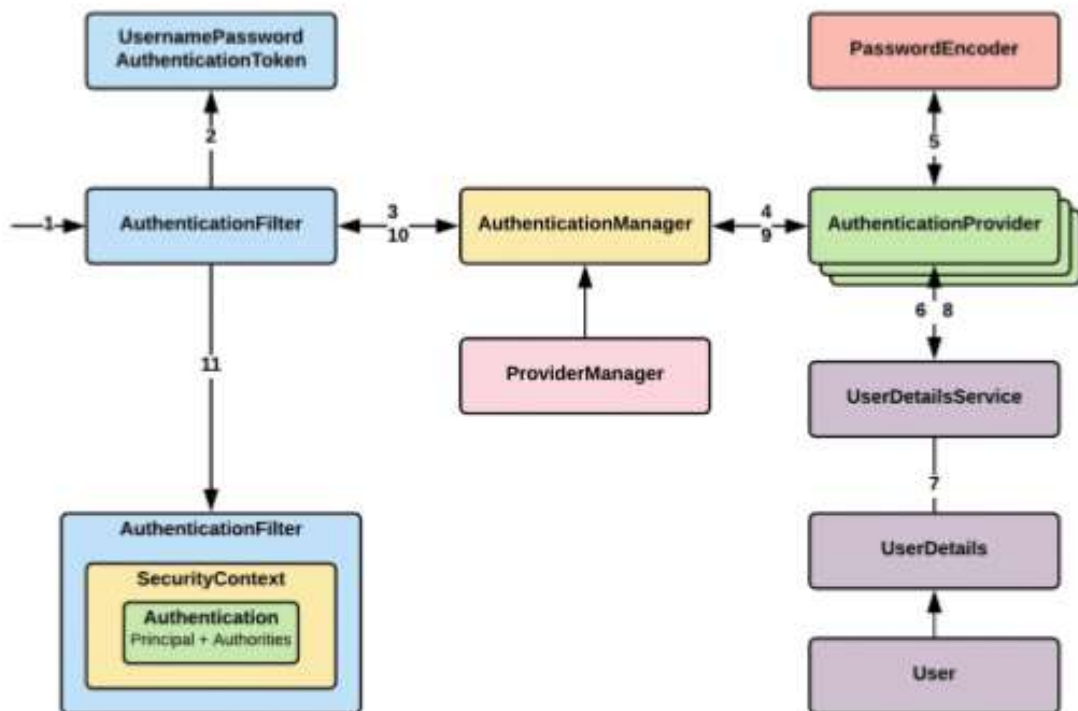 UsernamePassword
AuthenticationToken
PasswordEncoder
2
5
1
AuthenticationFilter
3
10
AuthenticationManager
4
9
AuthenticationProvider
6 8
11
ProviderManager
UserDetailsService
7
AuthenticationFilter
SecurityContext
Authentication
Principal + Authorities
UserDetails
User